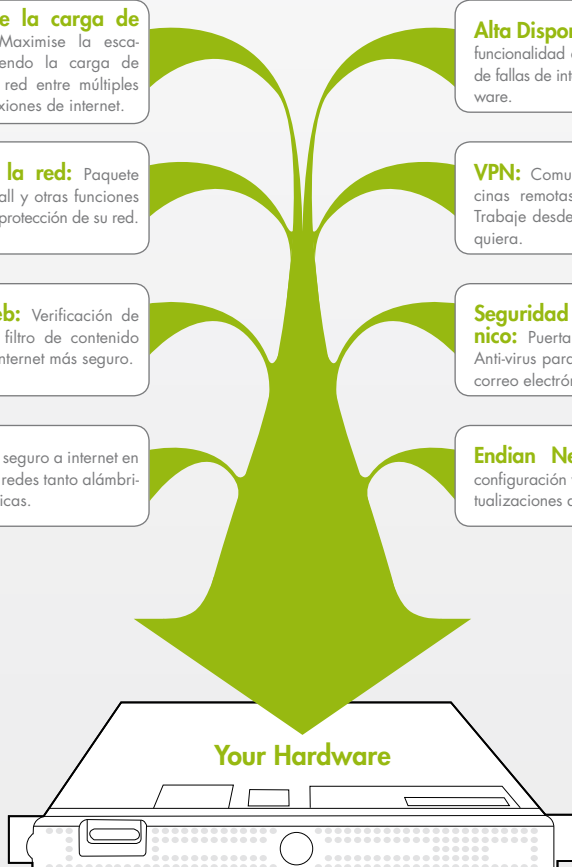 e la carga de
Maximise la esca-
endo la carga de
red entre múltiples
xiones de internet.
Alta Dispon
funcionalidad
de fallas de int
ware.
la red: Paquete
all y otras funciones
protección de su red.
VPN: Comu
cinas remotas
Trabaje desde
quiera.
eb: Verificación de
filtro de contenido
nternet más seguro.
Seguridad
nico: Puerta
Anti-virus para
correo electrón
seguro a internet en
redes tanto alámbri-
icas.
Endian Ne
configuración
tualizaciones
Your Hardware